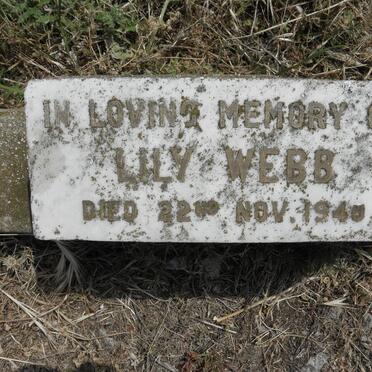 IN LOVING MEMORY
LILY WEBB
DIED 22ND NOV. 1940